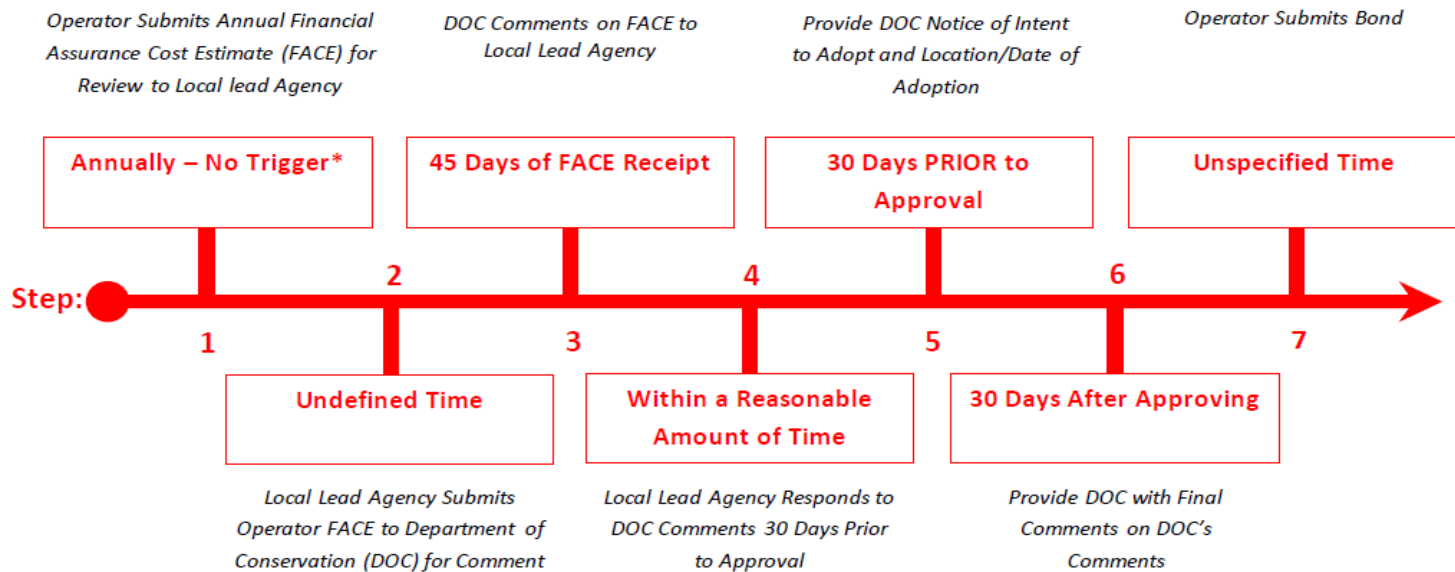 Operator Submits Annual Financial
Assurance Cost Estimate (FACE) for
Review to Local lead Agency
DOC Comments on FACE to
Local Lead Agency
Provide DOC Notice of Intent
to Adopt and Location/Date of
Adoption
Operator Submits Bond
Annually – No Trigger*
45 Days of FACE Receipt
30 Days PRIOR to
Approval
Unspecified Time
Step:
1
2
3
4
5
6
7
Undefined Time
Within a Reasonable
Amount of Time
30 Days After Approving
Local Lead Agency Submits
Operator FACE to Department of
Conservation (DOC) for Comment
Local Lead Agency Responds to
DOC Comments 30 Days Prior
to Approval
Provide DOC with Final
Comments on DOC's
Comments